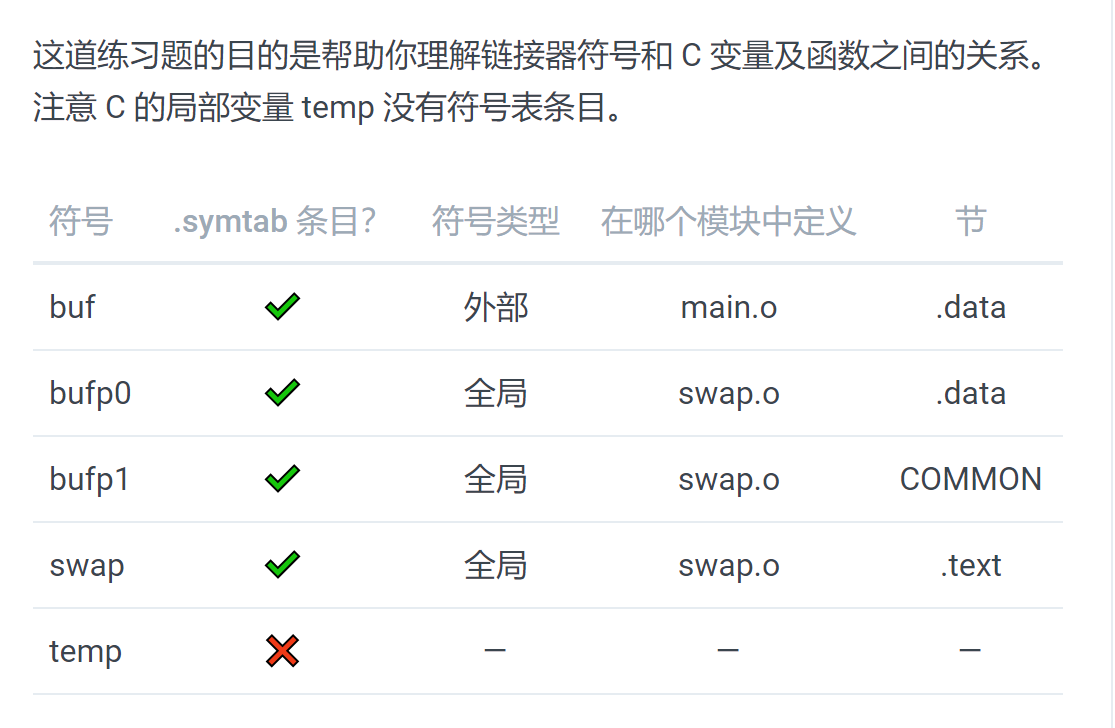 这道练习题的目的是帮助你理解链接器符号和 C 变量及函数之间的关系。
注意 C 的局部变量 temp 没有符号表条目。
符号 .symtab 条目？ 符号类型 在哪个模块中定义 节
buf ✔ 外部 main.o .data
bufp0 ✔ 全局 swap.o .data
bufp1 ✔ 全局 swap.o COMMON
swap ✔ 全局 swap.o .text
temp ✖ — — —